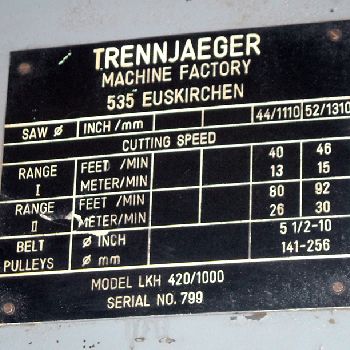 TRENNJAEGER
MACHINE FACTORY
535 EUSKIRCHEN
SAW Ø INCH/mm 44/1110 52/1310
CUTTING SPEED
RANGE I FEET /MIN 40 46
METER/MIN 13 15
RANGE II FEET /MIN 80 92
METER/MIN 26 30
BELT PULLEYS Ø INCH 5 1/2-10
Ø mm 141-256
MODEL LKH 420/1000
SERIAL NO. 799